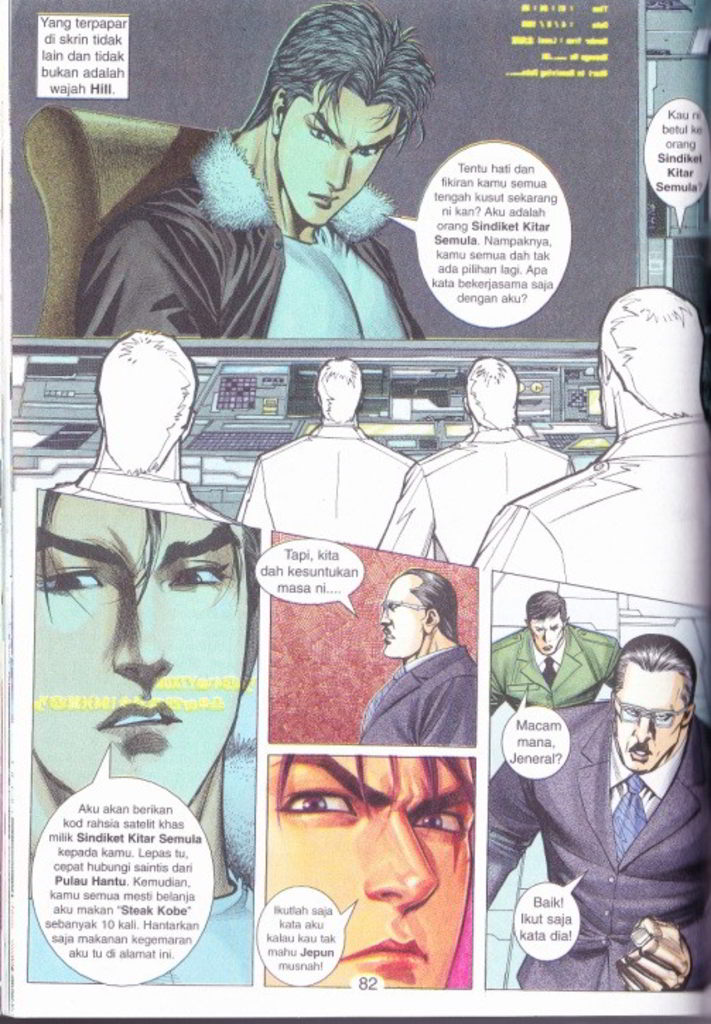 Yang terpapar
di skrin tidak
lain dan tidak
bukan adalah
wajah Hill.
Tentu hati dan
fikiran kamu semua
tengah kusut sekarang
ni kan? Aku adalah
orang Sindiket Kitar
Semula. Nampaknya,
kamu semua dah tak
ada pilihan lagi. Apa
kata bekerjasama saja
dengan aku?
Kau ni
betul ke
orang
Sindiket
Kitar
Semula?
Aku akan berikan
kod rahsia satelit khas
milik Sindiket Kitar Semula
kepada kamu. Lepas tu,
cepat hubungi saintis dari
Pulau Hantu. Kemudian,
kamu semua mesti belanja
aku makan "Steak Kobe"
sebanyak 10 kali. Hantarkan
saja makanan kegemaran
aku tu di alamat ini.
Tapi, kita
dah kesuntukan
masa ni....
Ikutlah saja
kata aku
kalau kau tak
mahu Jepun
musnah!
Macam
mana,
Jeneral?
Baik!
Ikut saja
kata dia!
82